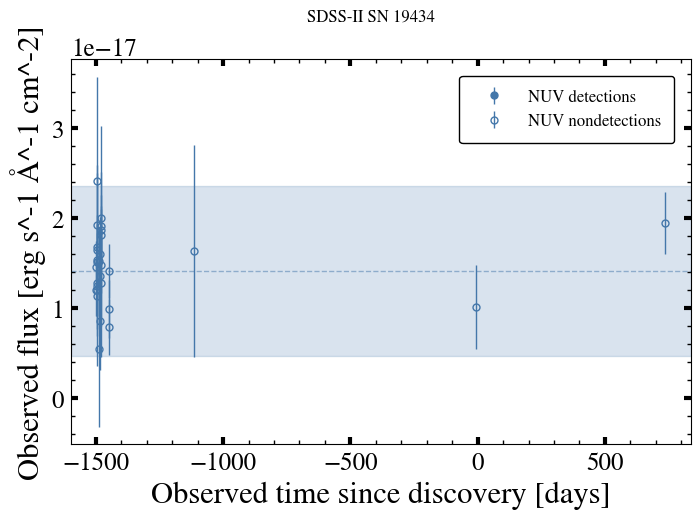 SDSS-II SN 19434
1e−17
NUV detections
NUV nondetections
3
2
1
0
Observed flux [erg s^-1 Å^-1 cm^-2]
−1500
−1000
−500
0
500
Observed time since discovery [days]